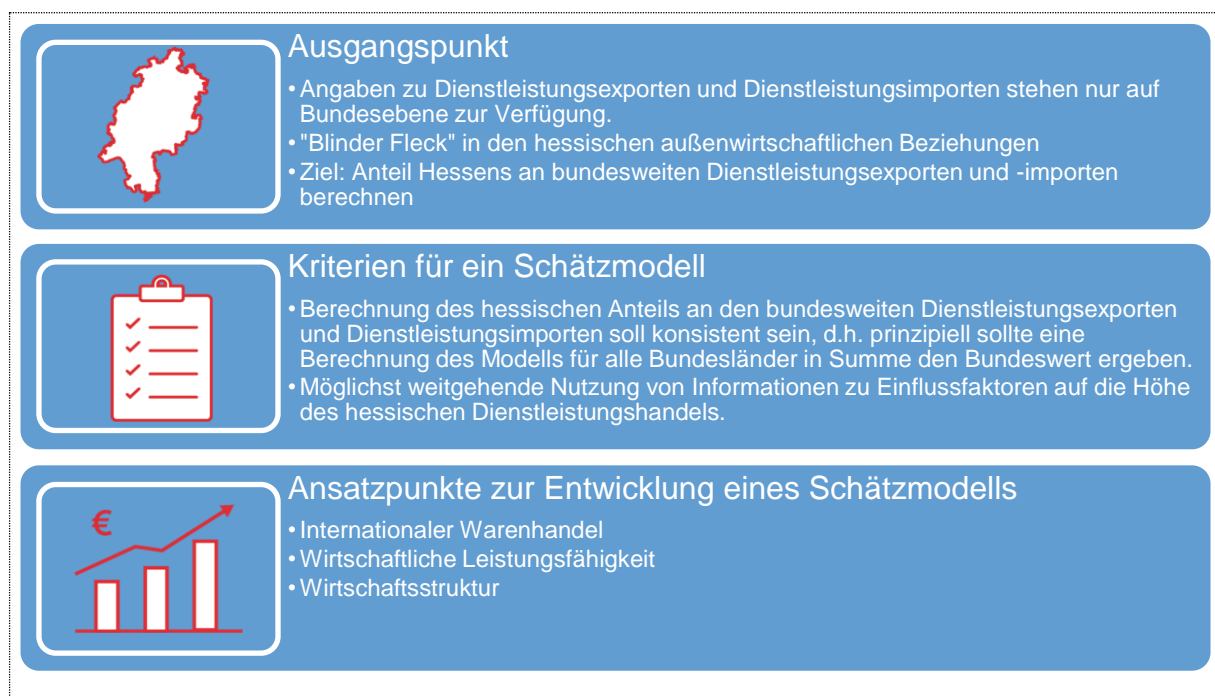 Ausgangspunkt
• Angaben zu Dienstleistungsexporten und Dienstleistungsimporten stehen nur auf
Bundesebene zur Verfügung.
• "Blinder Fleck" in den hessischen außenwirtschaftlichen Beziehungen
• Ziel: Anteil Hessens an bundesweiten Dienstleistungsexporten und -importen
berechnen
Kriterien für ein Schätzmodell
• Berechnung des hessischen Anteils an den bundesweiten Dienstleistungsexporten
und Dienstleistungsimporten soll konsistent sein, d.h. prinzipiell sollte eine
Berechnung des Modells für alle Bundesländer in Summe den Bundeswert ergeben.
• Möglichst weitgehende Nutzung von Informationen zu Einflussfaktoren auf die Höhe
des hessischen Dienstleistungshandels.
Ansatzpunkte zur Entwicklung eines Schätzmodells
€
• Internationaler Warenhandel
• Wirtschaftliche Leistungsfähigkeit
• Wirtschaftsstruktur